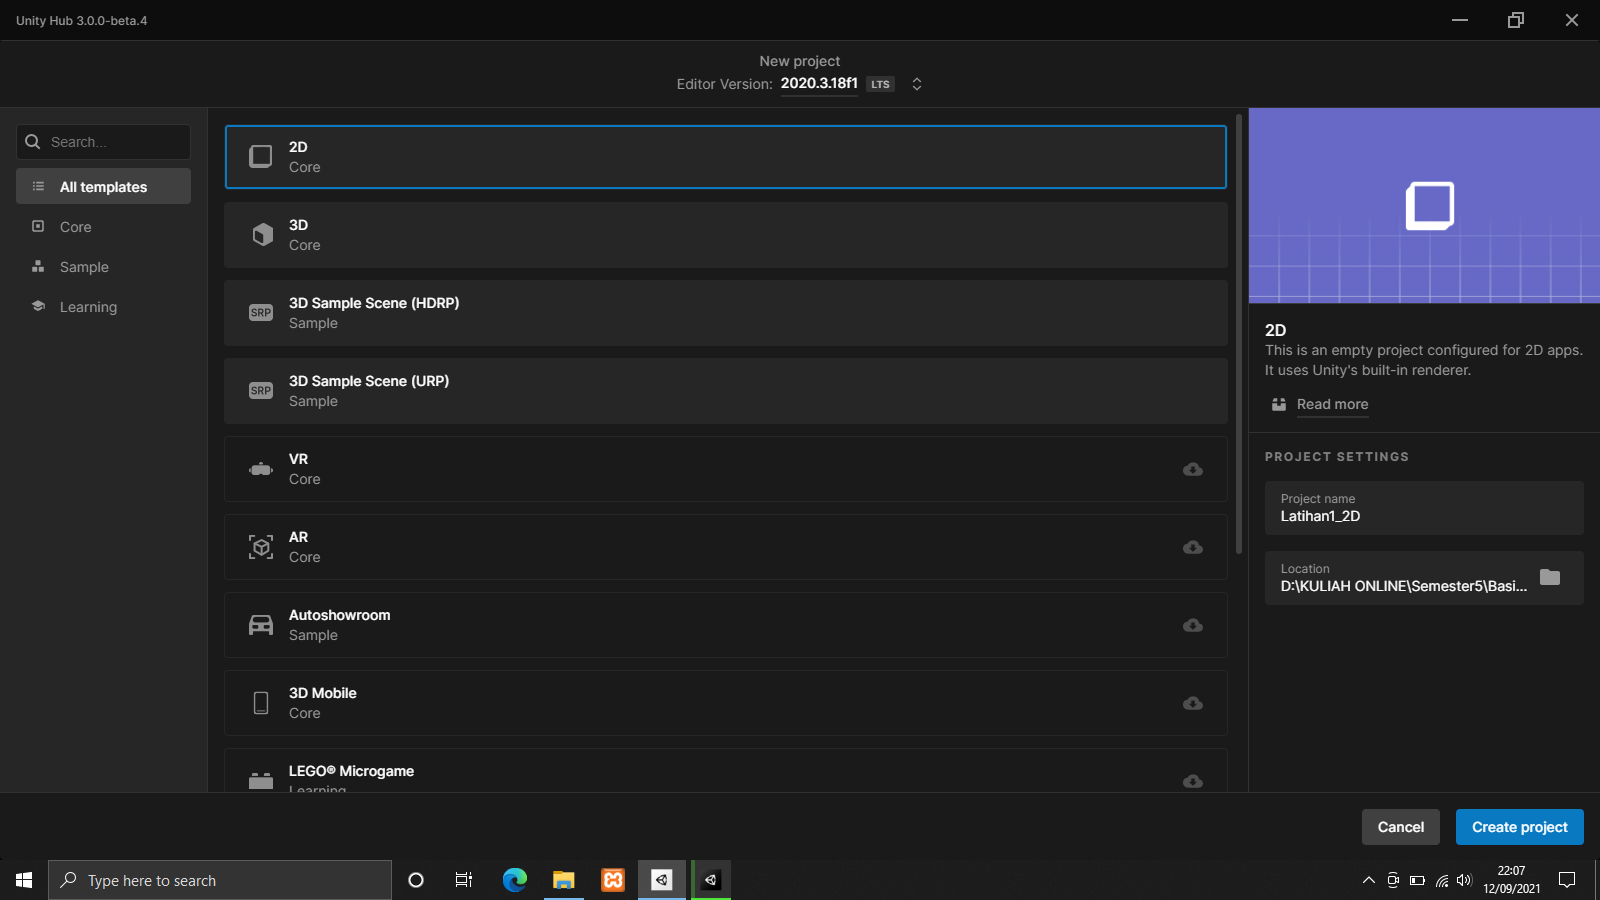 Unity Hub 3.0.0-beta.4
New project
Editor Version: 2020.3.18f1 LTS
Search...
All templates
Core
Sample
Learning
2D
Core
3D
Core
SRP
3D Sample Scene (HDRP)
Sample
SRP
3D Sample Scene (URP)
Sample
VR
Core
AR
Core
Autoshowroom
Sample
3D Mobile
Core
LEGO® Microgame
Learning
2D
This is an empty project configured for 2D apps.
It uses Unity's built-in renderer.
Read more
PROJECT SETTINGS
Project name
Latihan1_2D
Location
D:\KULIAH ONLINE\Semester5\Basi...
Cancel
Create project
Type here to search
22:07
12/09/2021